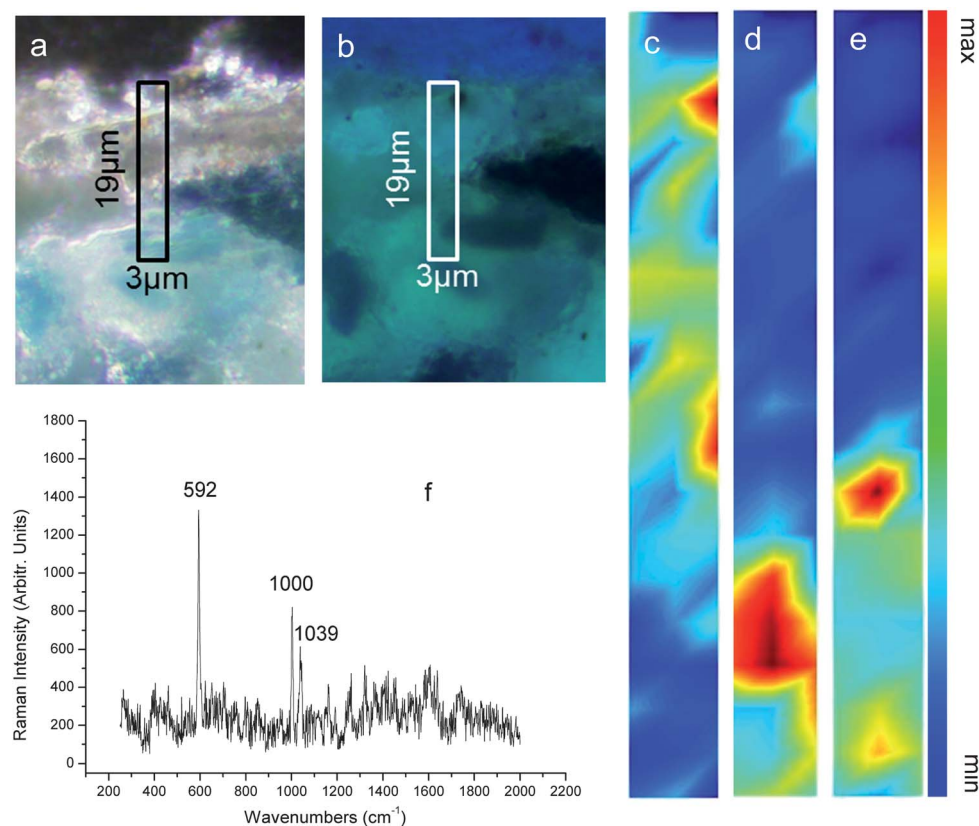 a
b
c
d
e
max
19µm
3µm
19µm
3µm
1800
1600
1400
1200
1000
800
600
400
200
0
Raman Intensity (Arbitr. Units)
592
1000
1039
f
0 200 400 600 800 1000 1200 1400 1600 1800 2000 2200
Wavenumbers (cm⁻¹)
min